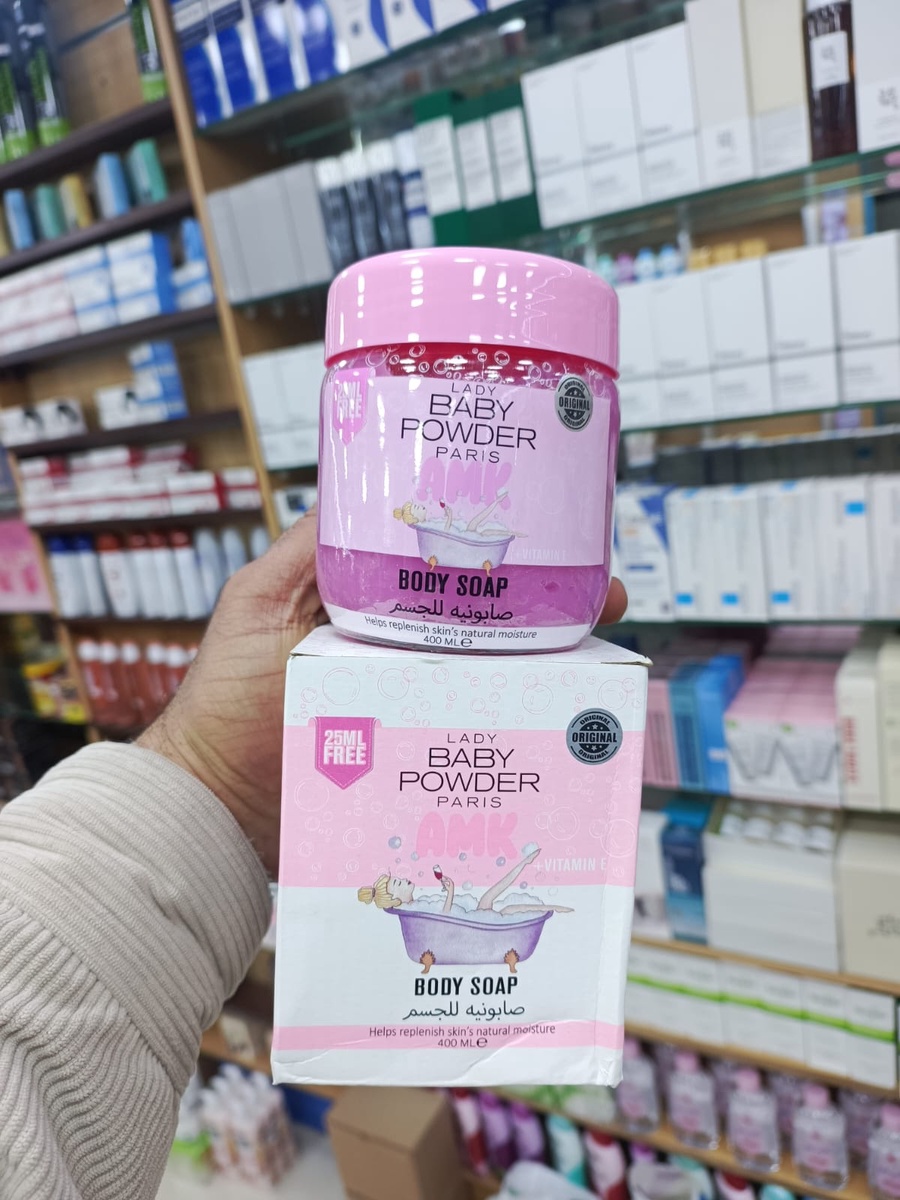 LADY
BABY
POWDER
PARIS
AMK
ORIGINAL
+VITAMIN E
BODY SOAP
صابونيه للجسم
Helps replenish skin's natural moisture
400 ML℮
25ML
FREE
LADY
BABY
POWDER
PARIS
AMK
ORIGINAL
ORIGINAL
ORIGINAL
+VITAMIN E
BODY SOAP
صابونيه للجسم
Helps replenish skin's natural moisture
400 ML℮